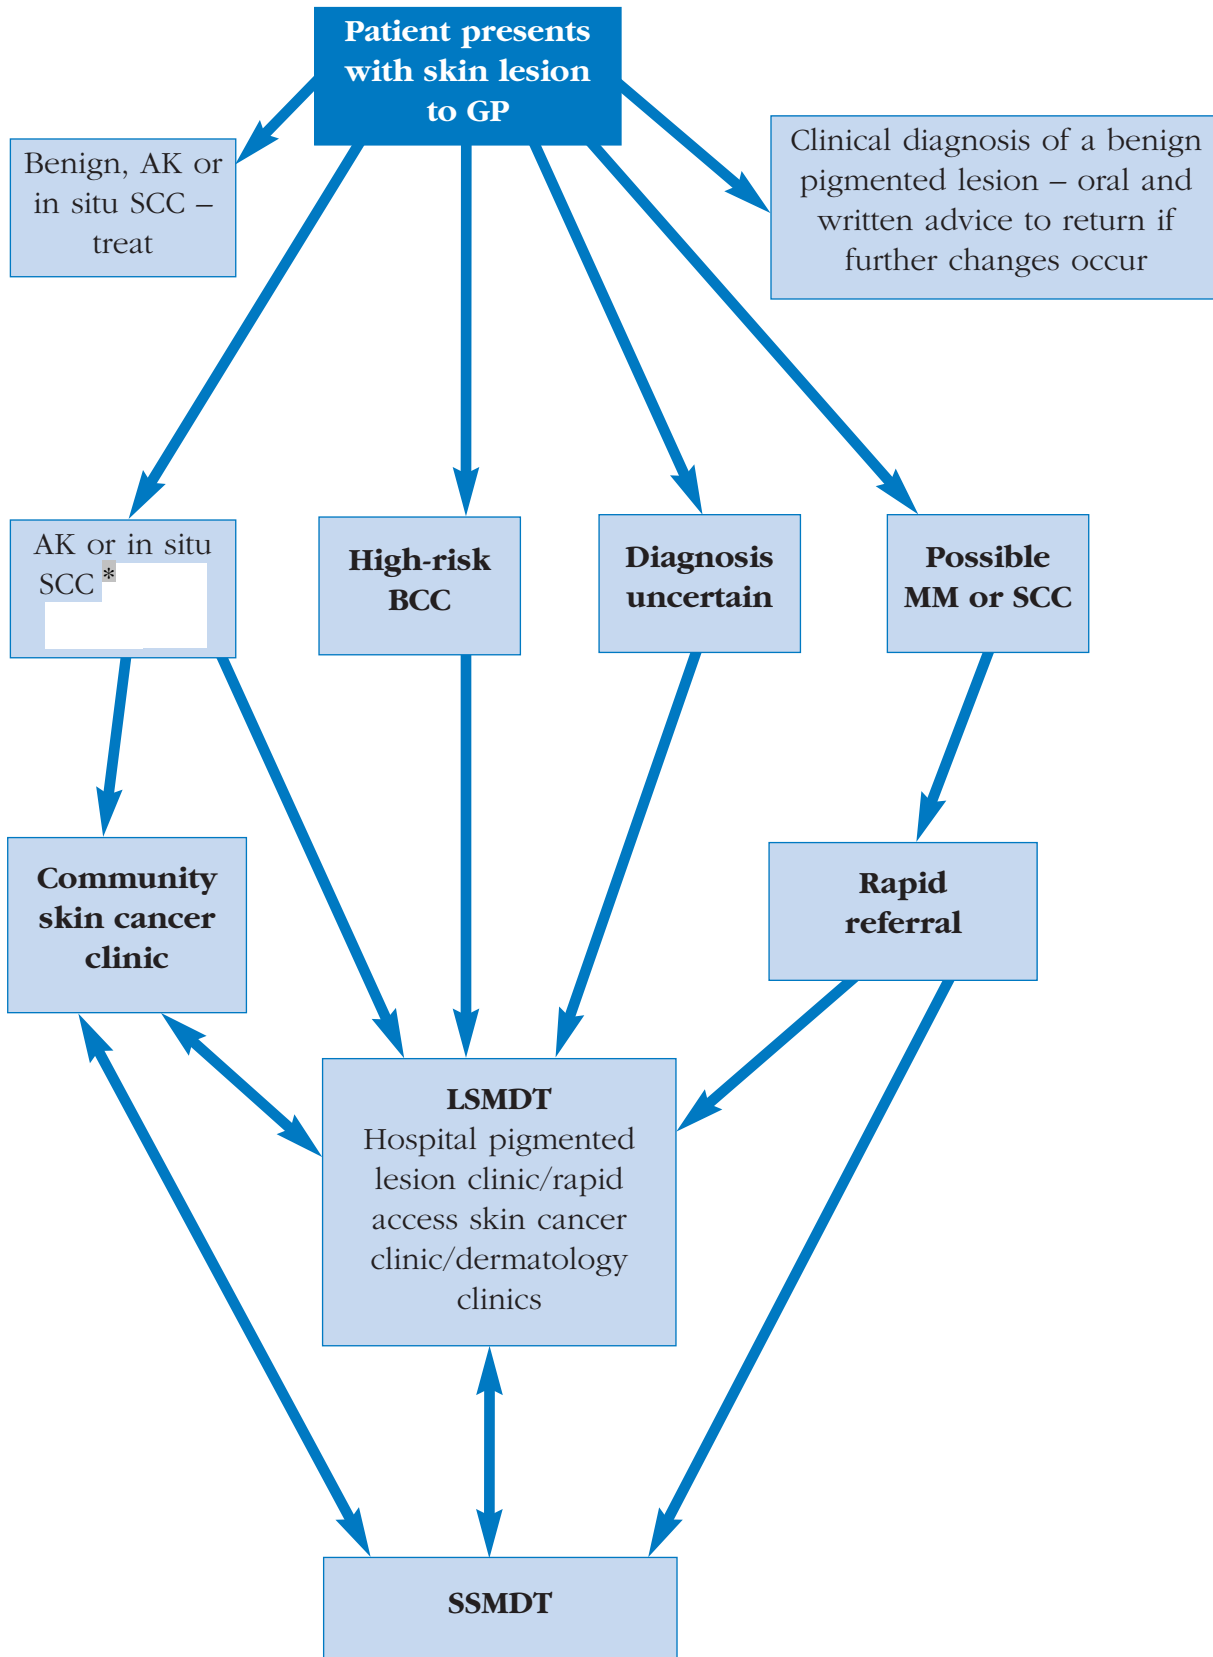 Patient presents
with skin lesion
to GP
Benign, AK or
in situ SCC –
treat
Clinical diagnosis of a benign
pigmented lesion – oral and
written advice to return if
further changes occur
AK or in situ
SCC *
High-risk
BCC
Diagnosis
uncertain
Possible
MM or SCC
Community
skin cancer
clinic
Rapid
referral
LSMDT
Hospital pigmented
lesion clinic/rapid
access skin cancer
clinic/dermatology
clinics
SSMDT